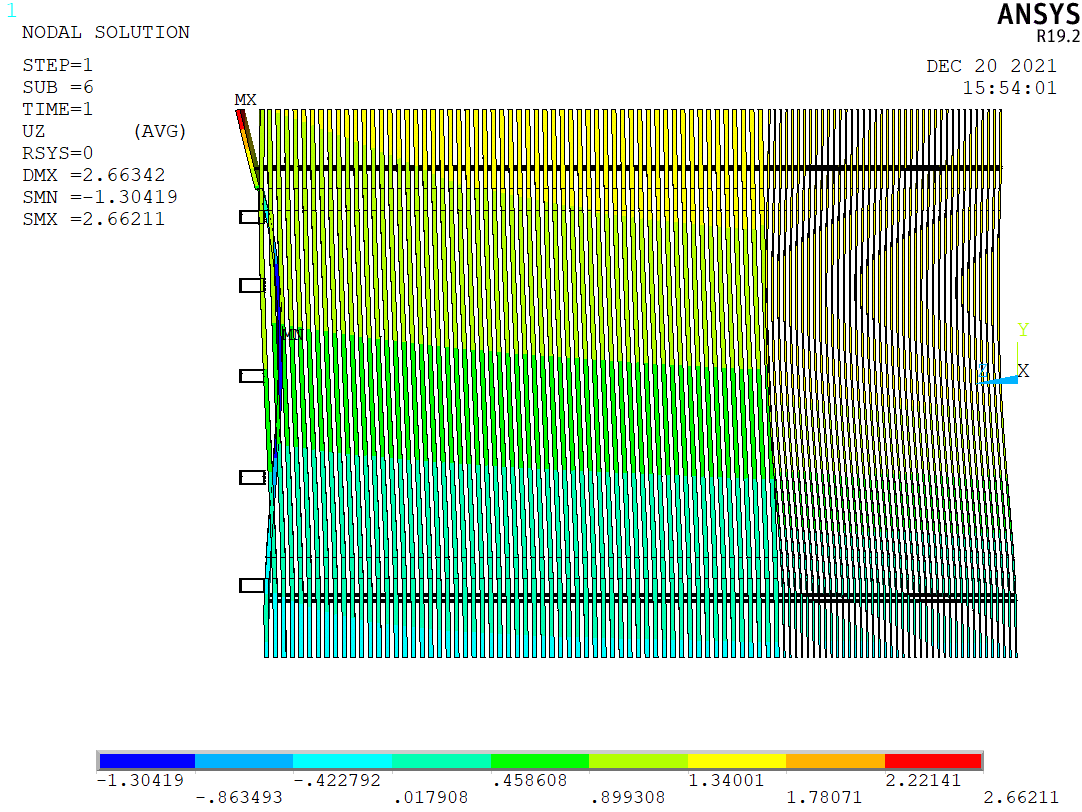 1
ANSYS
R19.2
NODAL SOLUTION
STEP=1
SUB =6
TIME=1
UZ (AVG)
RSYS=0
DMX =2.66342
SMN =-1.30419
SMX =2.66211
DEC 20 2021
15:54:01
MX
MN
Y
Z
X
-1.30419 -.422792 .458608 1.34001 2.22141
-.863493 .017908 .899308 1.78071 2.66211